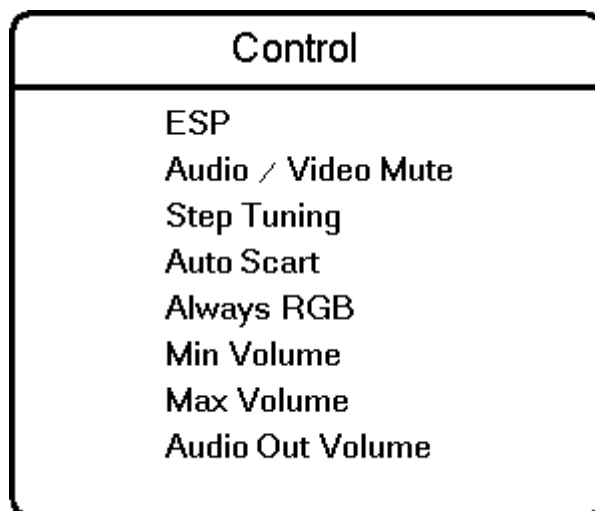 Control
ESP
Audio / Video Mute
Step Tuning
Auto Scart
Always RGB
Min Volume
Max Volume
Audio Out Volume